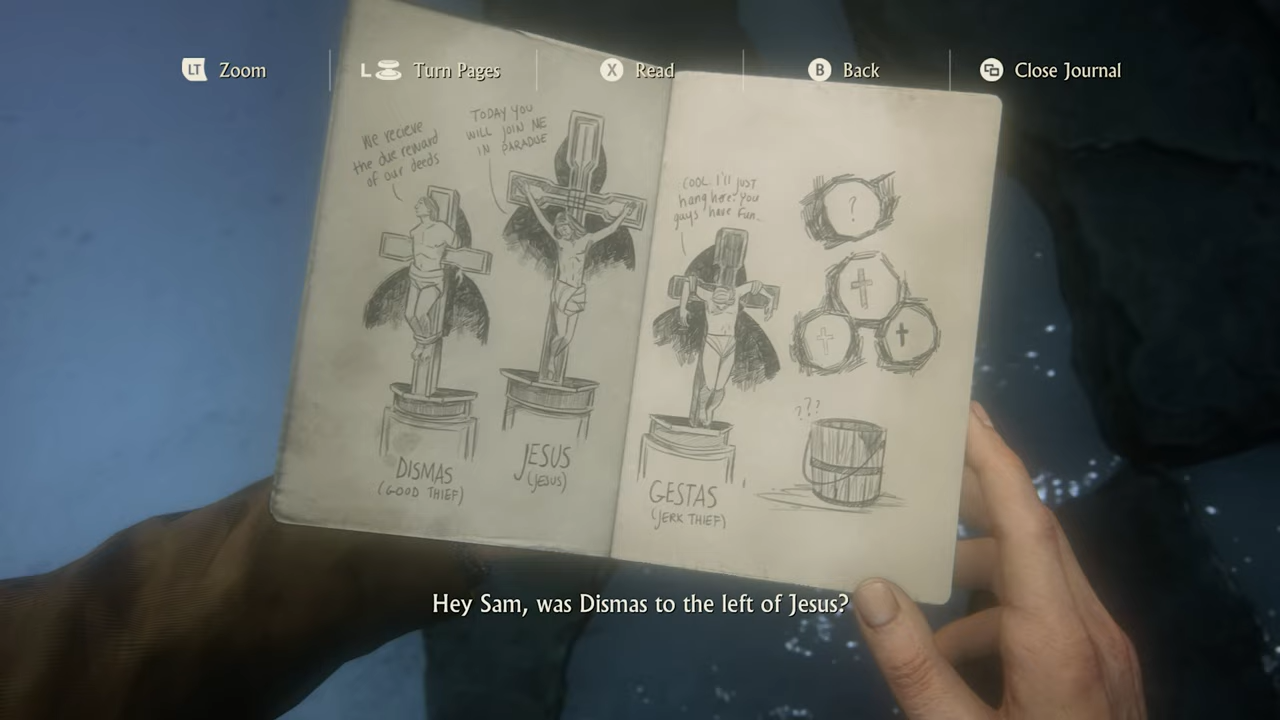 LT Zoom
L Turn Pages
X Read
B Back
Close Journal
We recieve
the due reward
of our deeds
TODAY YOU
WILL JOIN ME
IN PARADISE
COOL. I'll just
hang here. You
guys have fun..
?
DISMAS
(GOOD THIEF)
JESUS
(JESUS)
GESTAS
(JERK THIEF)
???
Hey Sam, was Dismas to the left of Jesus?